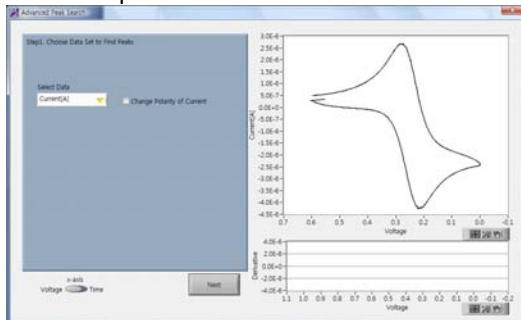 Advanced Peak Search
Step1. Choose Data Set to Find Peaks
Select Data
Current[A]
Change Polarity of Current
x-axis
Voltage
Time
Next
3.0E-6
2.5E-6
2.0E-6
1.5E-6
1.0E-6
5.0E-7
0.0E+0
-5.0E-7
-1.0E-6
-1.5E-6
-2.0E-6
-2.5E-6
-3.0E-6
-3.5E-6
-4.0E-6
-4.5E-6
Current[A]
0.7 0.6 0.5 0.4 0.3 0.2 0.1 0.0 -0.1
Voltage
4.0E-6
2.0E-6
0.0E+0
-2.0E-6
-4.0E-6
Derivative
1.1 1.0 0.9 0.8 0.7 0.6 0.5 0.4 0.3 0.2 0.1 0.0 -0.1 -0.2
Voltage